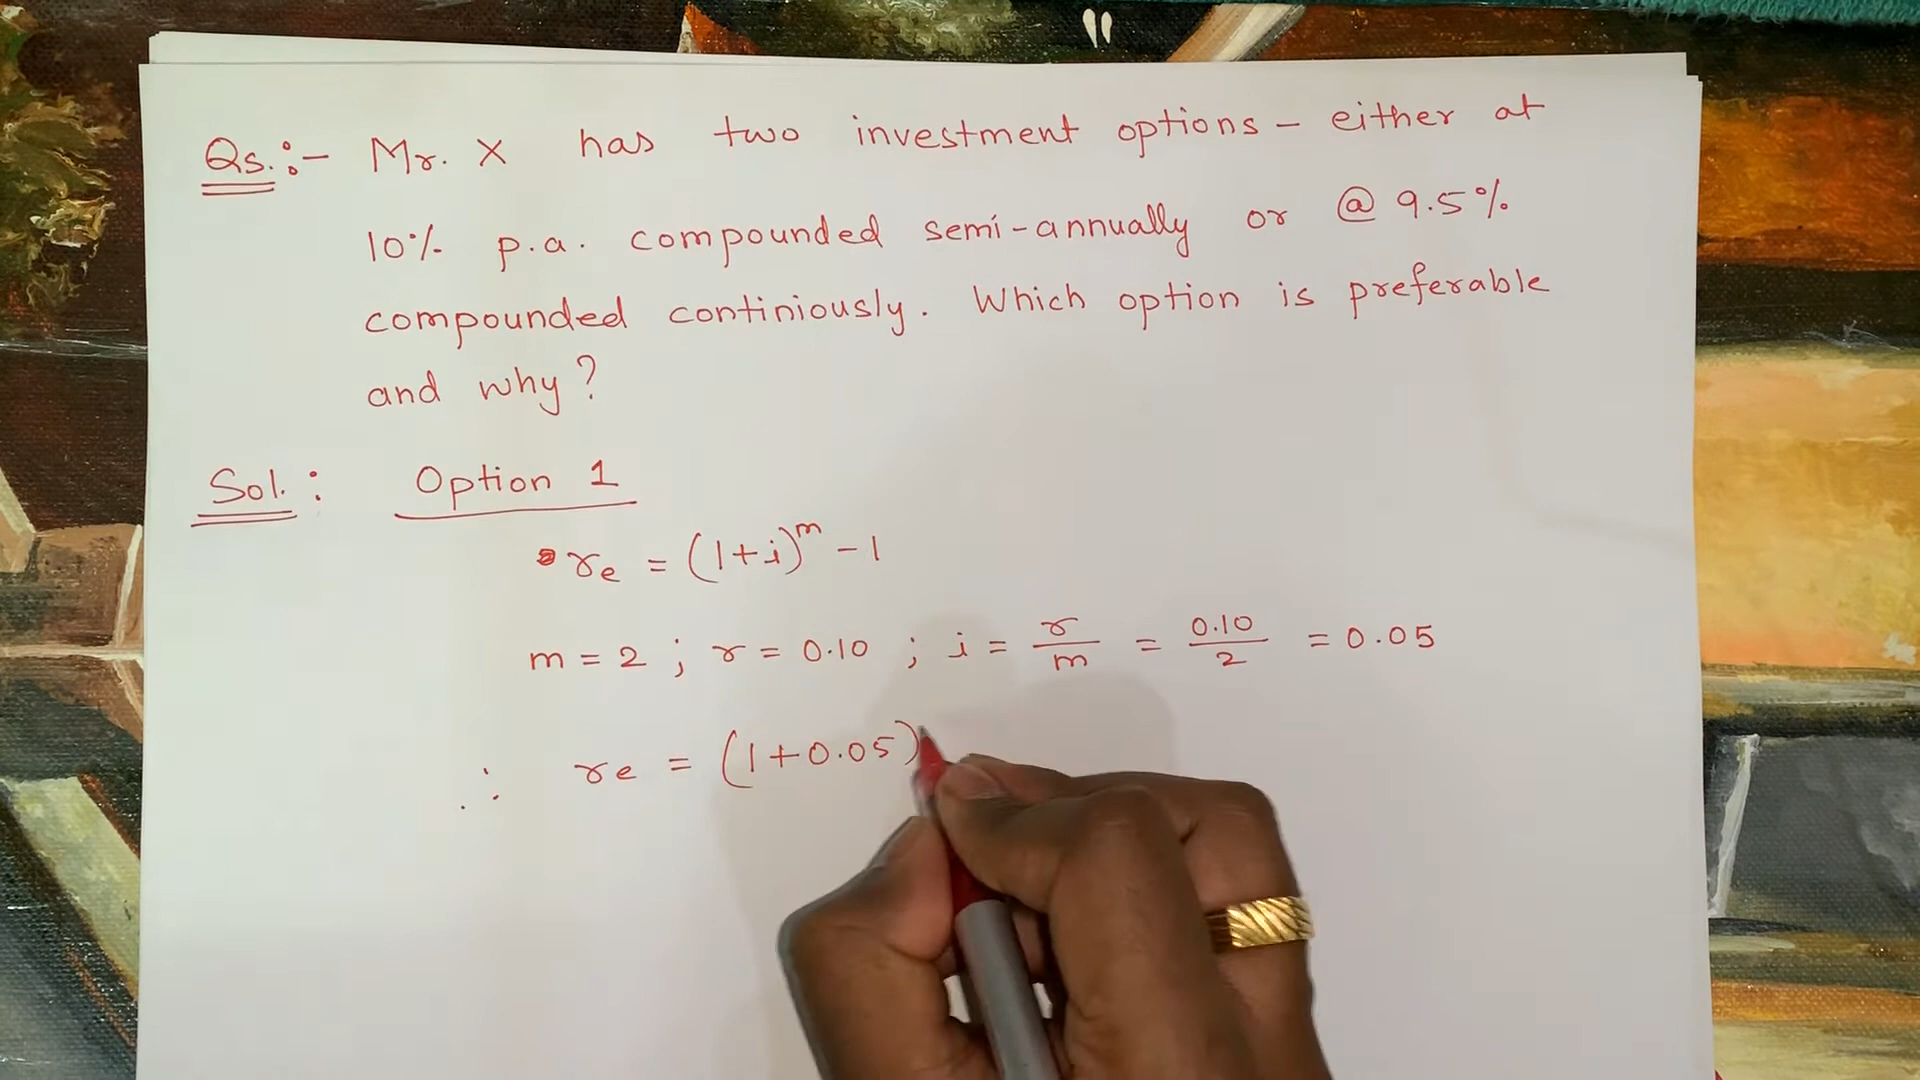 Qs.:- Mr. X has two investment options - either at
10% p.a. compounded semi-annually or @ 9.5%
compounded continiously. Which option is preferable
and why?
Sol. : Option 1
re = (1+i)^m - 1
m = 2 ; r = 0.10 ; i = r/m = 0.10/2 = 0.05
∴ re = (1+0.05)